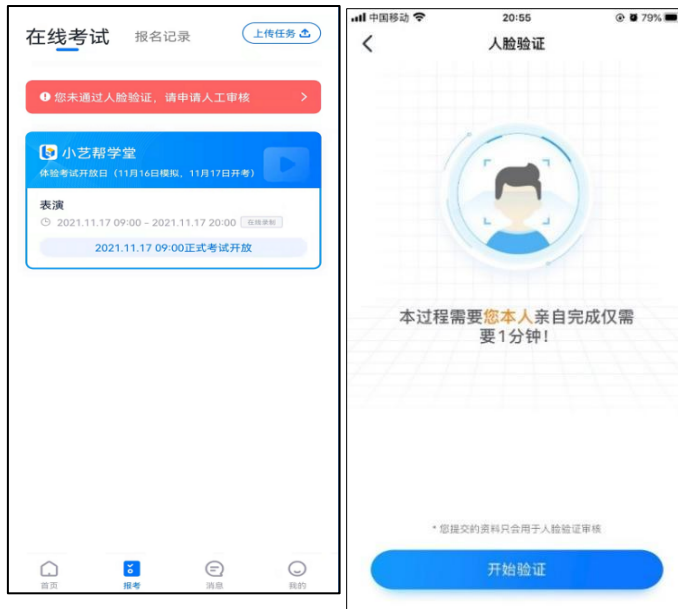 在线考试 报名记录 上传任务
您未通过人脸验证，请申请人工审核
小艺帮学堂
体验考试开放日（11月16日模拟，11月17日开考）
表演
2021.11.17 09:00 - 2021.11.17 20:00 在线录制
2021.11.17 09:00正式考试开放
首页 报考 消息 我的
中国移动 20:55 79%
人脸验证
本过程需要您本人亲自完成仅需
要1分钟！
* 您提交的资料只会用于人脸验证审核
开始验证